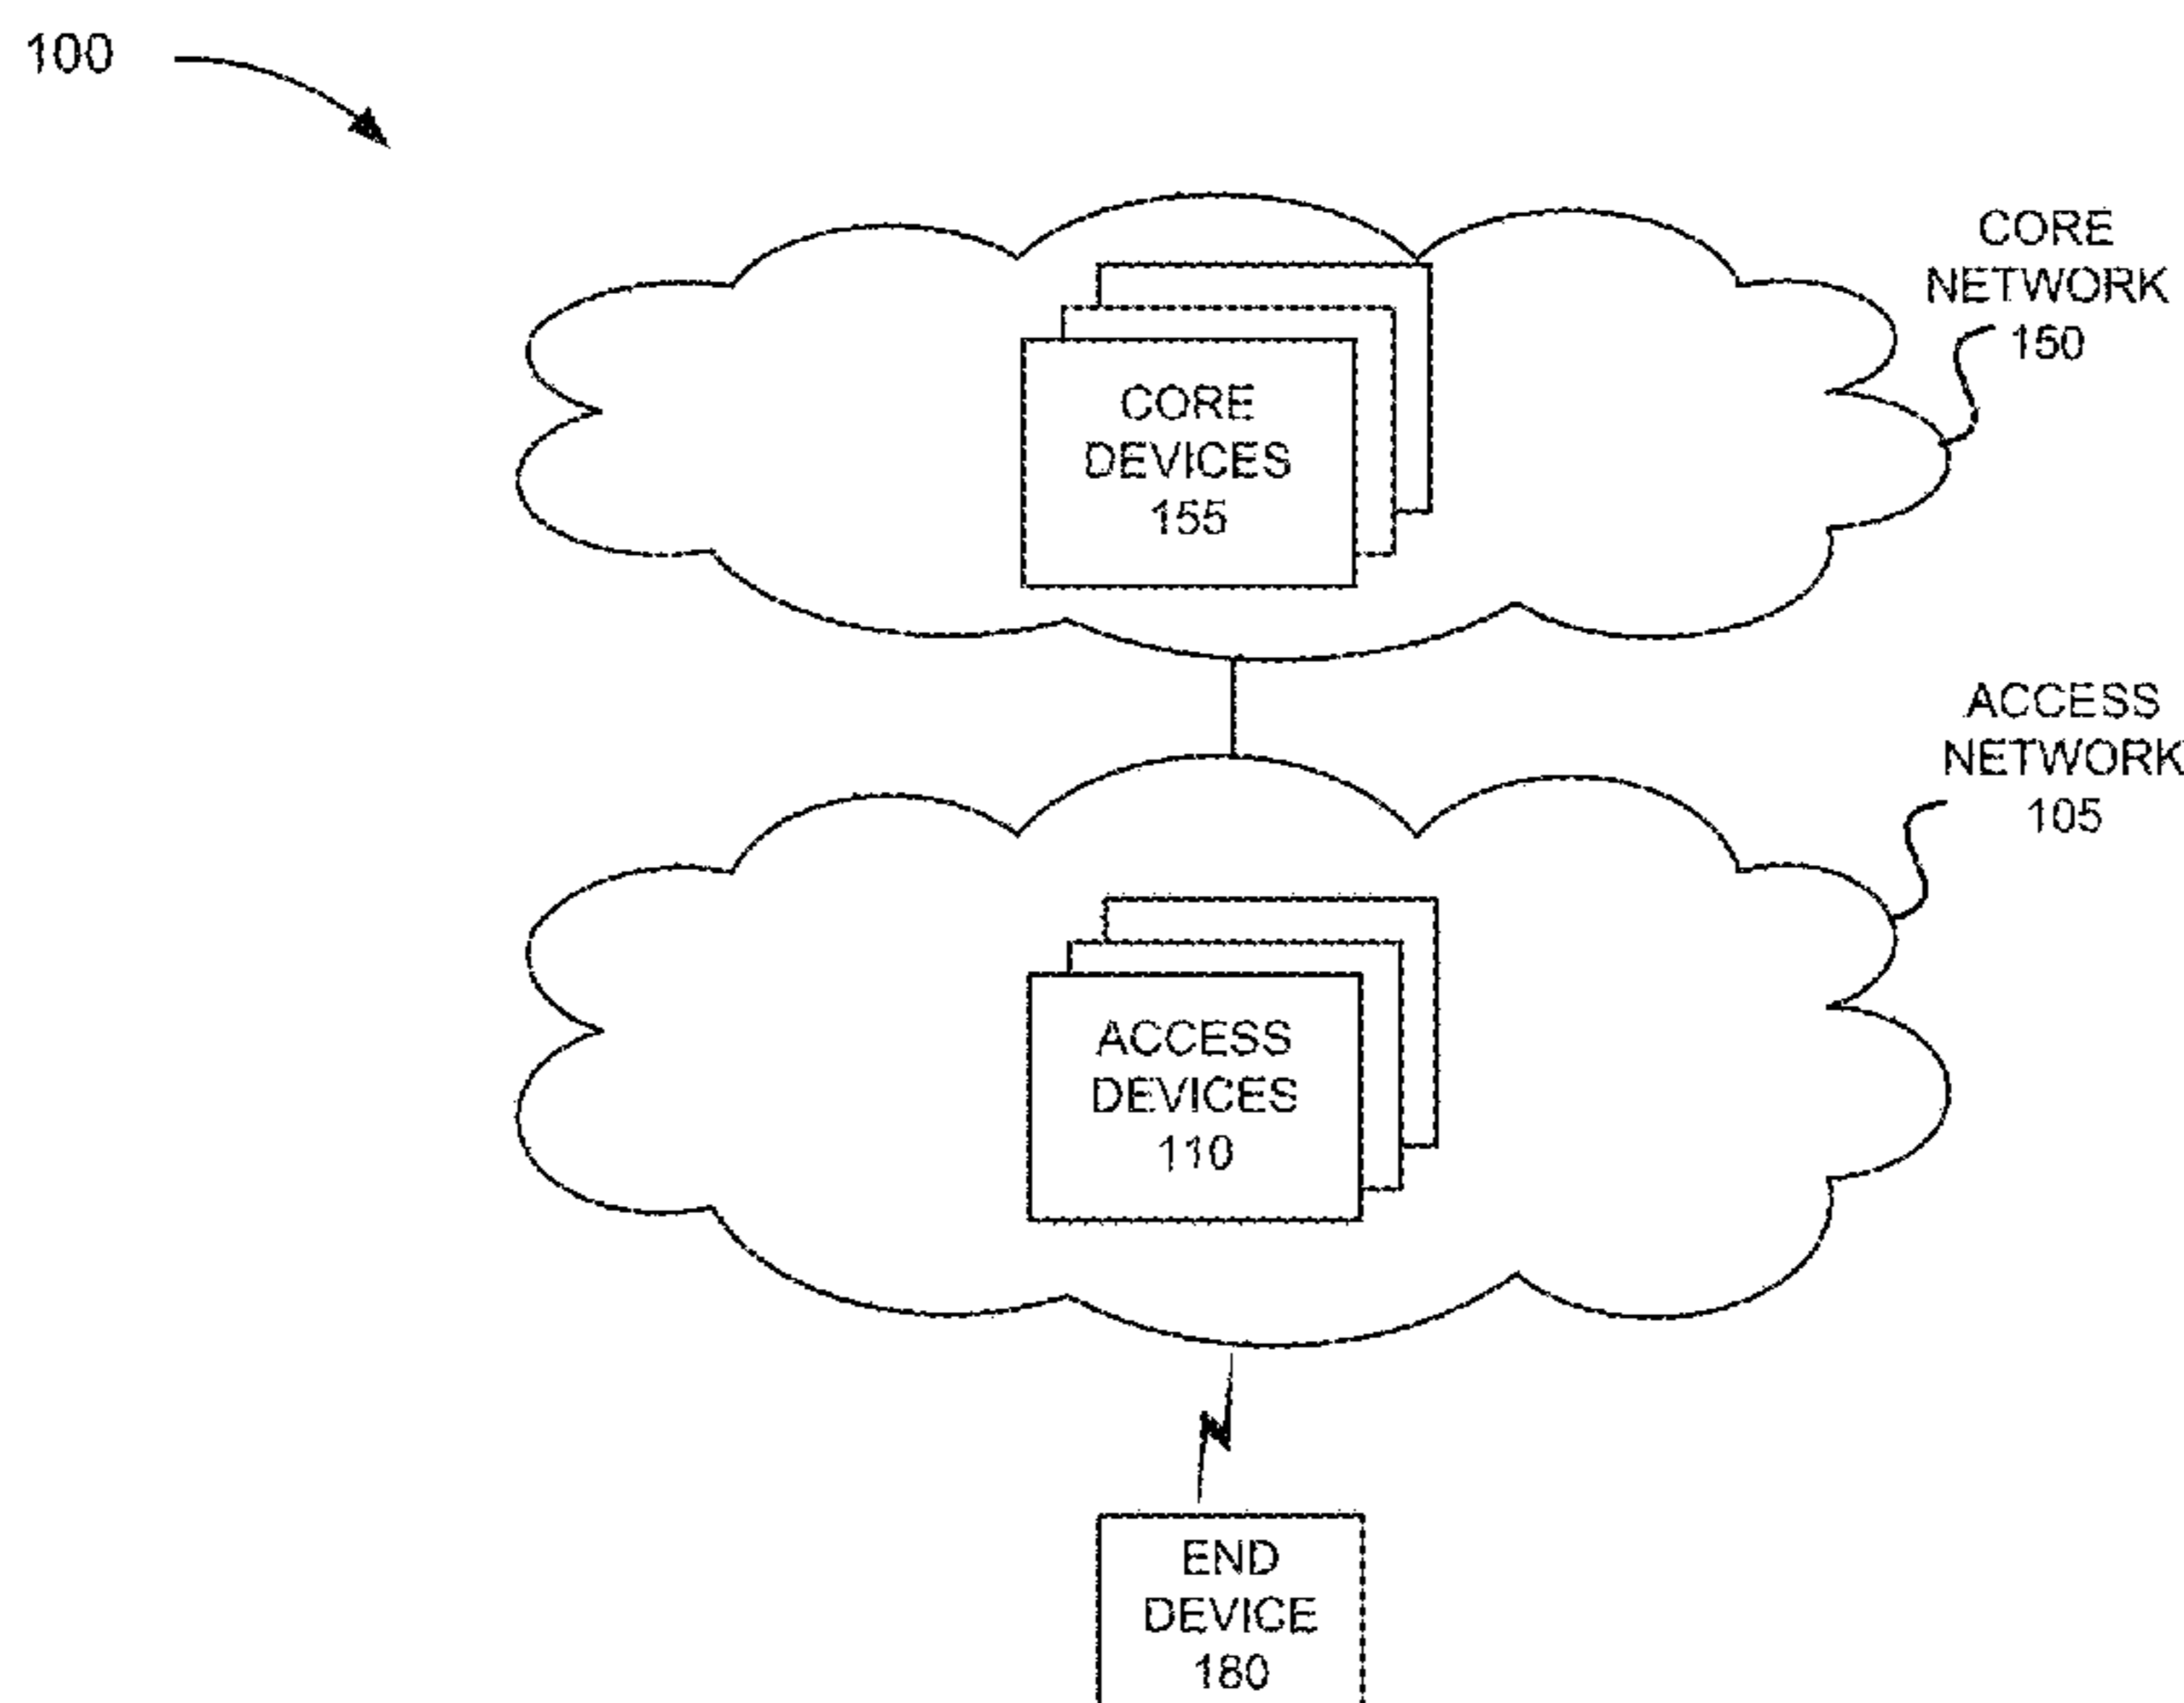 100
CORE
NETWORK
150
CORE
DEVICES
155
ACCESS
NETWORK
105
ACCESS
DEVICES
110
END
DEVICE
180